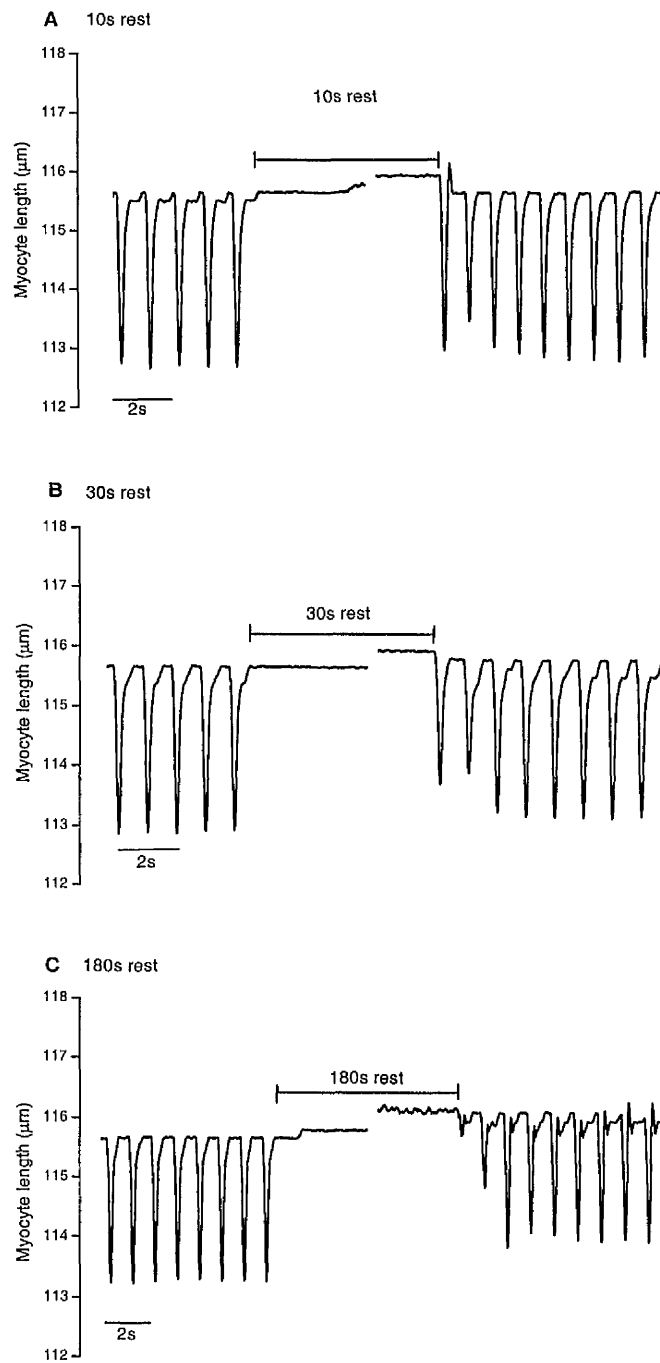 A 10s rest
118
117
116
115
114
113
112
Myocyte length (µm)
10s rest
2s
B 30s rest
118
117
116
115
114
113
112
Myocyte length (µm)
30s rest
2s
C 180s rest
118
117
116
115
114
113
112
Myocyte length (µm)
180s rest
2s